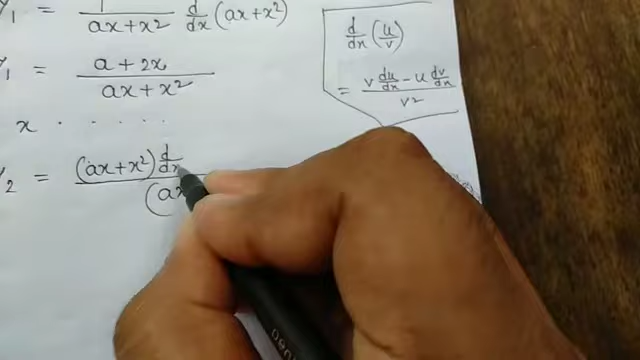 y₁ = 1/(ax+x²) d/dx (ax+x²)
y₁ = (a+2x)/(ax+x²)
x . . . . . .
y₂ = (ax+x²) d/dx / (ax
d/dx (u/v)
= (v du/dx - u dv/dx)/v²